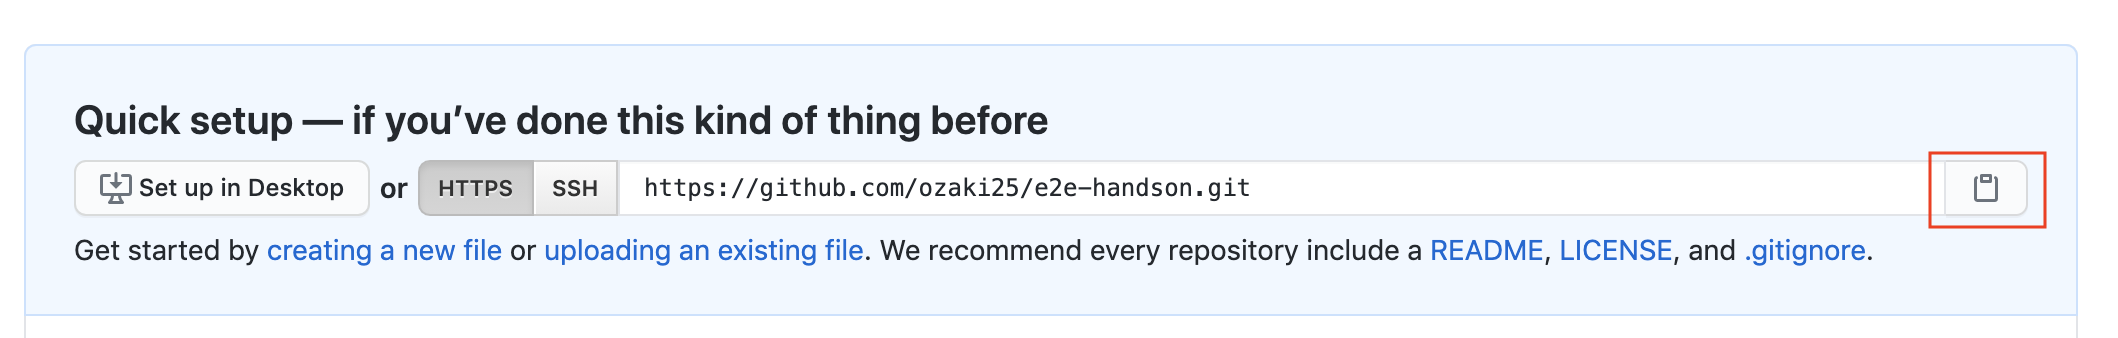 Quick setup — if you’ve done this kind of thing before
Set up in Desktop or HTTPS SSH https://github.com/ozaki25/e2e-handson.git
Get started by creating a new file or uploading an existing file. We recommend every repository include a README, LICENSE, and .gitignore.